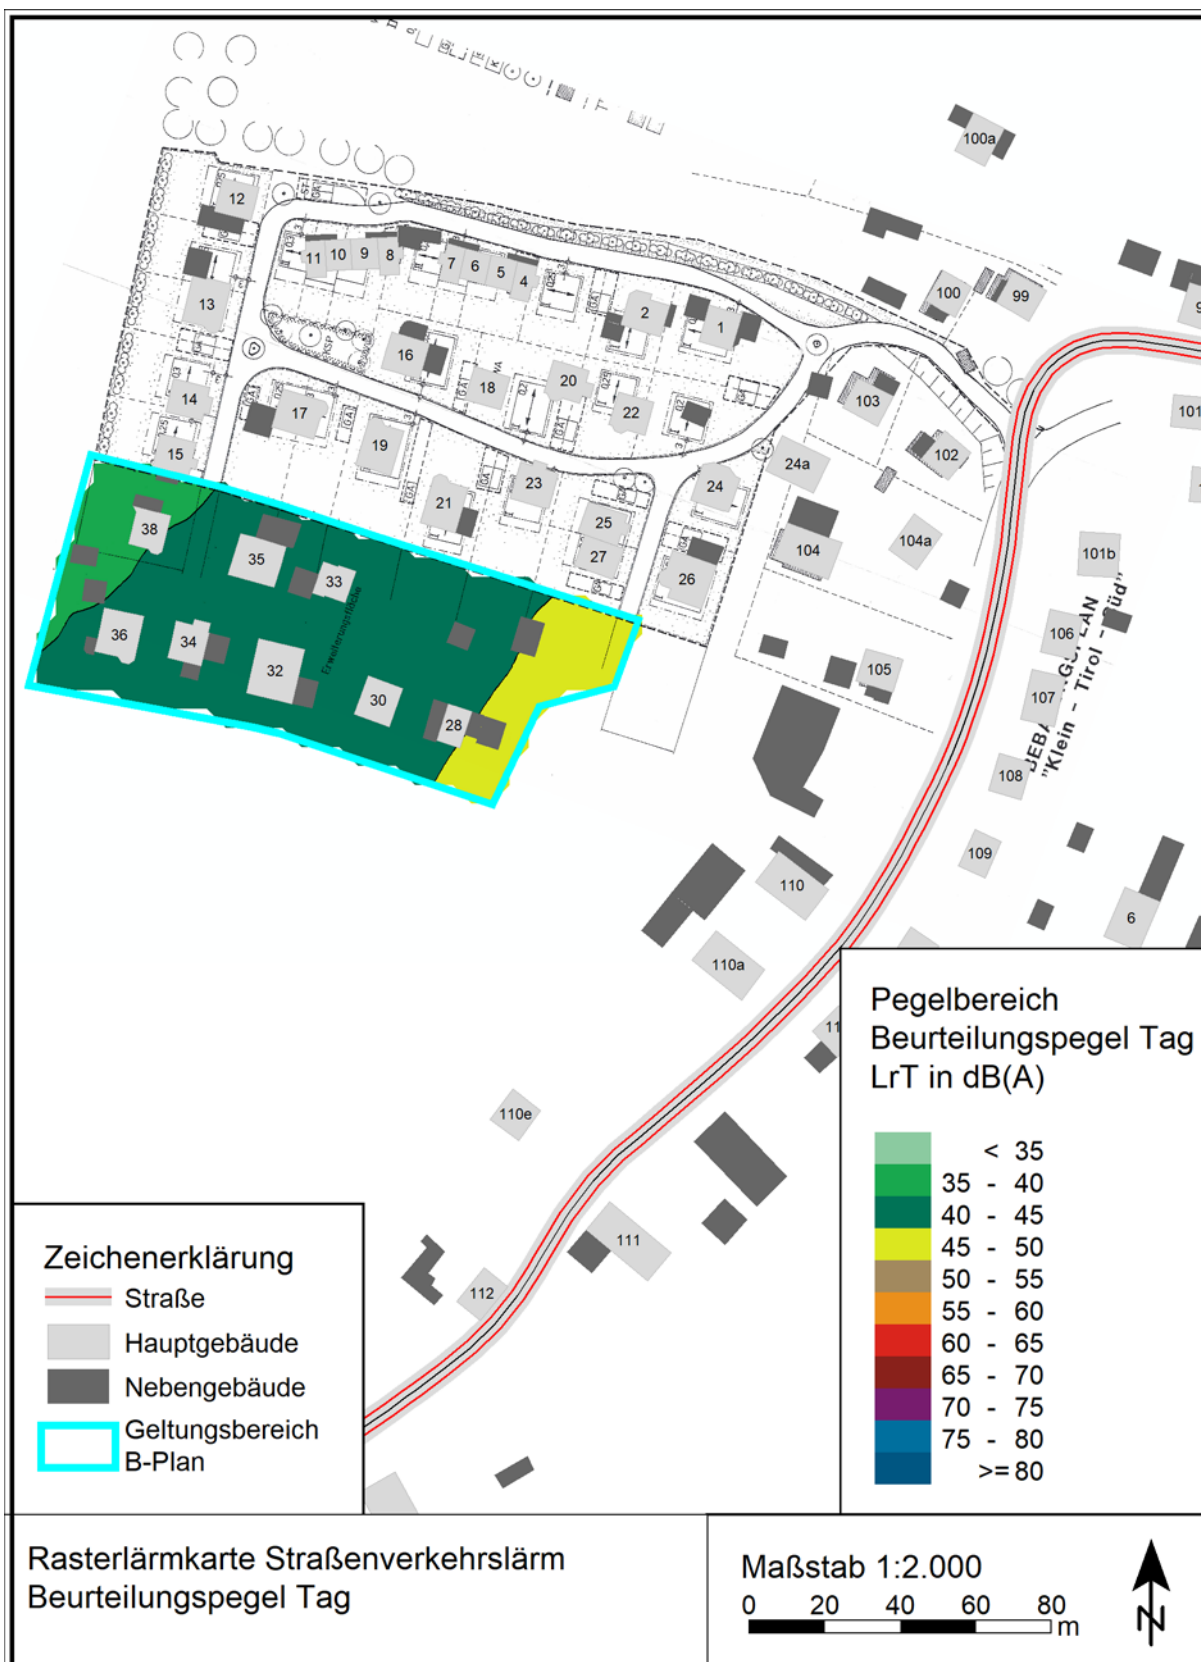 100a
12
11
10
9
8
7
6
5
4
2
1
100
99
13
16
KSP
18
20
22
103
101
14
17
19
102
15
21
23
24
24a
38
35
33
25
27
26
104
104a
101b
36
34
32
Erweiterungsfläche
30
28
105
106
107
"Klein - Tirol - Süd"
108
109
110
6
110a
110e
111
112
Pegelbereich
Beurteilungspegel Tag
LrT in dB(A)
< 35
35 - 40
40 - 45
45 - 50
50 - 55
55 - 60
60 - 65
65 - 70
70 - 75
75 - 80
>= 80
Zeichenerklärung
Straße
Hauptgebäude
Nebengebäude
Geltungsbereich
B-Plan
Rasterlärmkarte Straßenverkehrslärm
Beurteilungspegel Tag
Maßstab 1:2.000
0 20 40 60 80
m
N